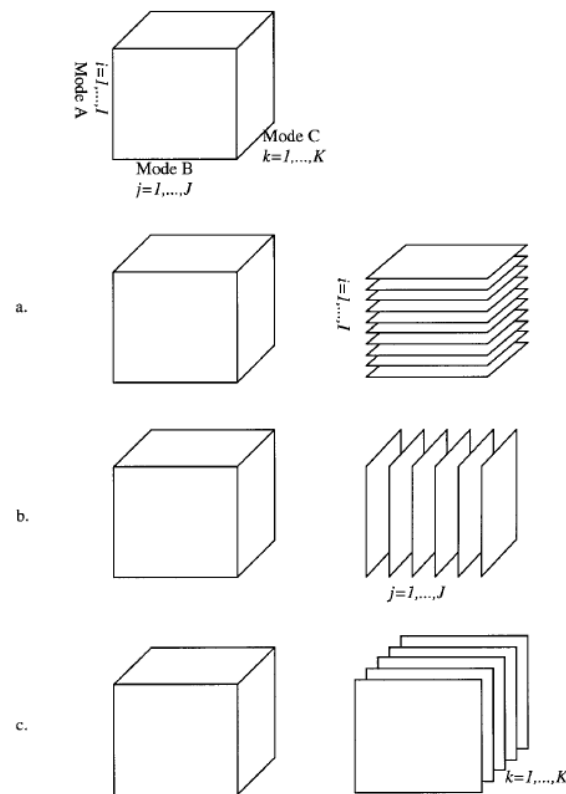 i=1,...,I
Mode A
Mode C
k=1,...,K
Mode B
j=1,...,J
a.
i=1,...,I
b.
j=1,...,J
c.
k=1,...,K